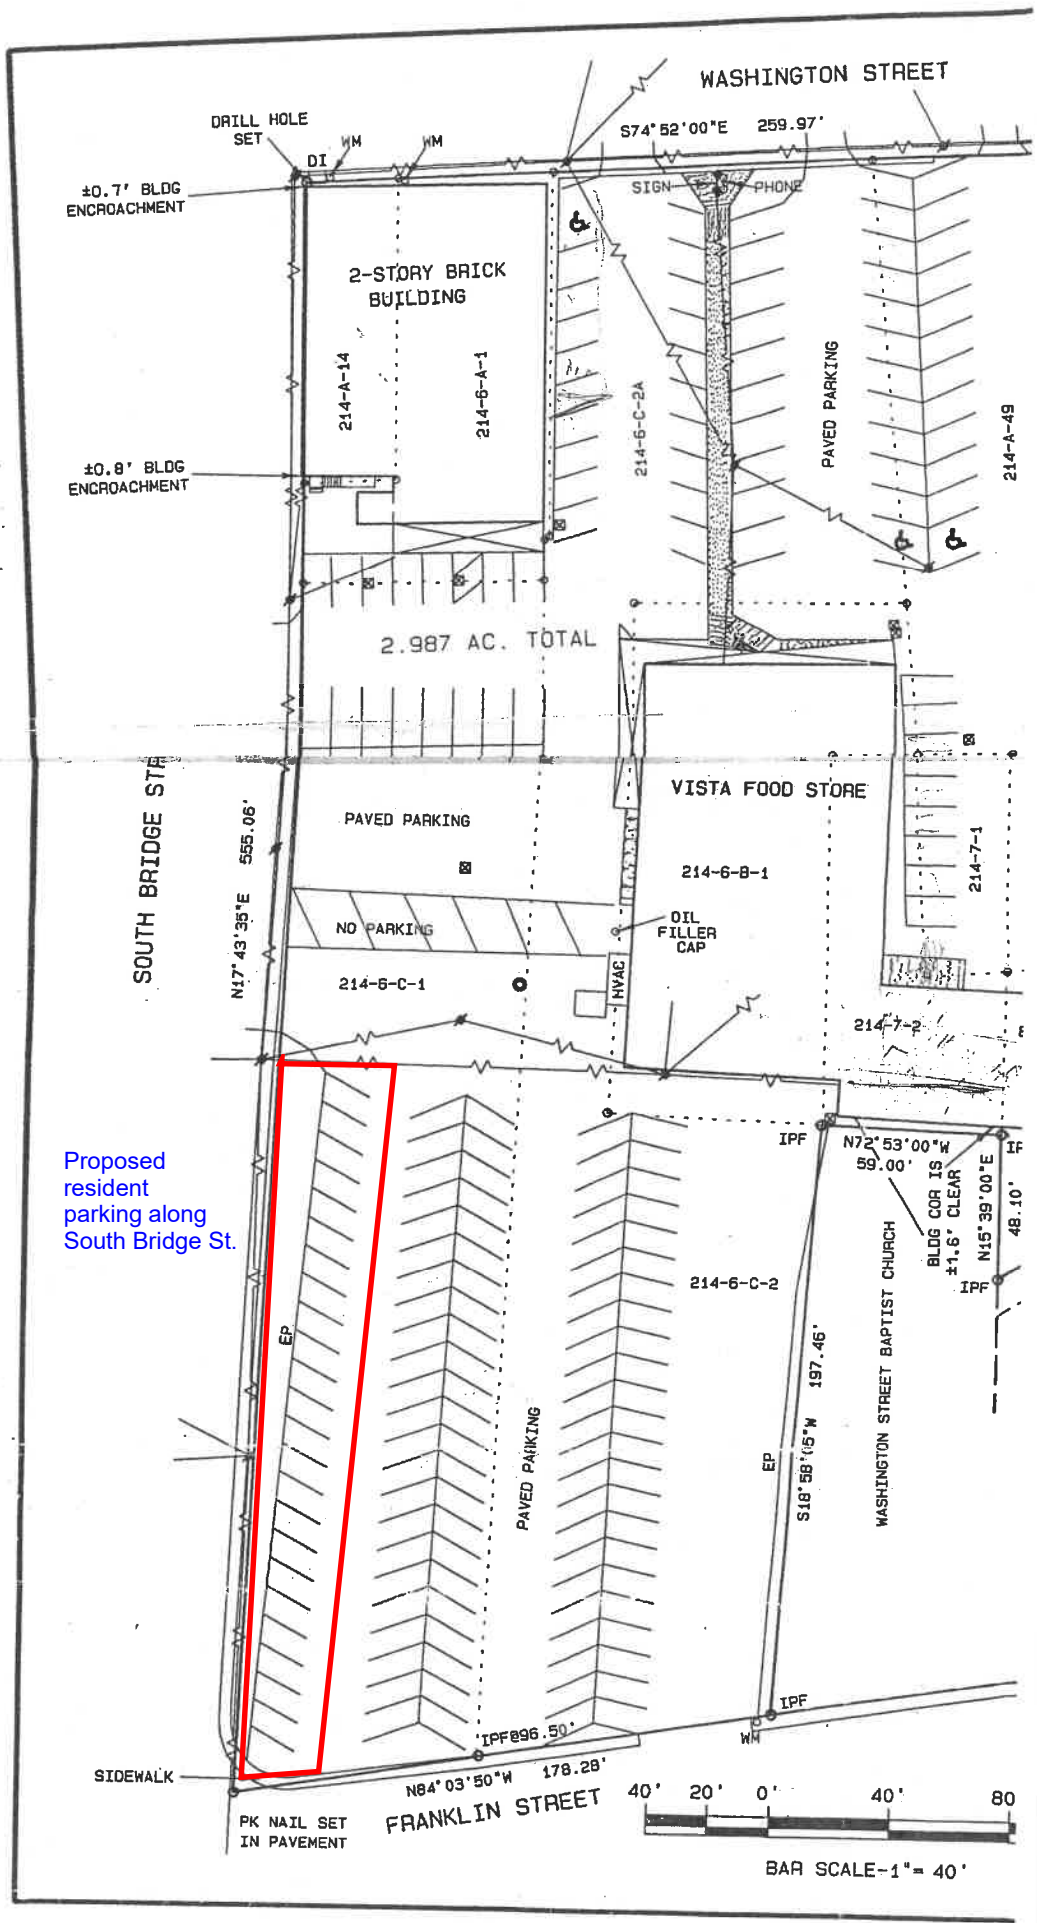 WASHINGTON STREET
S74°52'00"E 259.97'
DRILL HOLE
SET
DI
WM
WM
±0.7' BLDG
ENCROACHMENT
SIGN
PHONE
2-STORY BRICK
BUILDING
214-A-14
214-6-A-1
214-6-C-2A
PAVED PARKING
214-A-49
±0.8' BLDG
ENCROACHMENT
2.987 AC. TOTAL
SOUTH BRIDGE
N17°43'35"E 555.06'
PAVED PARKING
VISTA FOOD STORE
214-6-B-1
214-7-1
NO PARKING
OIL
FILLER
CAP
HVAC
214-6-C-1
214-7-2
IPF
N72°53'00"W
59.00'
BLDG COR IS
±1.6' CLEAR
N15°39'00"E
48.10'
IPF
Proposed
resident
parking along
South Bridge St.
214-6-C-2
EP
PAVED PARKING
EP
S18°58'05"W 197.46'
WASHINGTON STREET BAPTIST CHURCH
IPF
IPF@96.50'
WM
SIDEWALK
N84°03'50"W 178.28'
FRANKLIN STREET
PK NAIL SET
IN PAVEMENT
40' 20' 0' 40' 80
BAR SCALE-1"= 40'